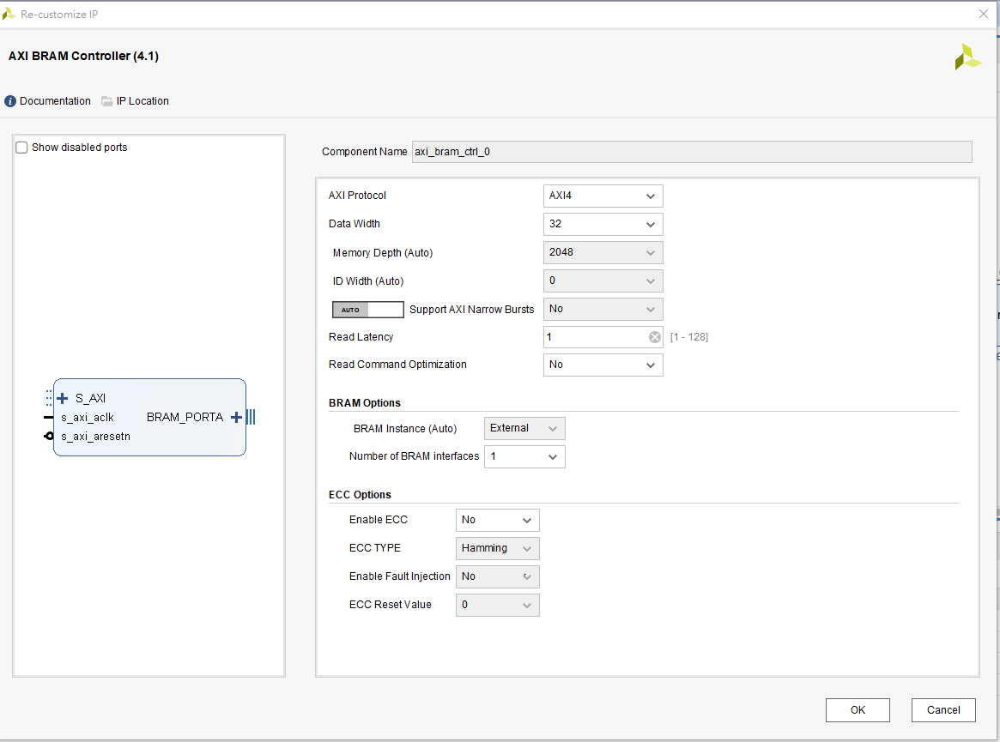 Re-customize IP
AXI BRAM Controller (4.1)
Documentation IP Location
Show disabled ports
S_AXI
s_axi_aclk BRAM_PORTA
s_axi_aresetn
Component Name axi_bram_ctrl_0
AXI Protocol AXI4
Data Width 32
Memory Depth (Auto) 2048
ID Width (Auto) 0
AUTO Support AXI Narrow Bursts No
Read Latency 1 [1 - 128]
Read Command Optimization No
BRAM Options
BRAM Instance (Auto) External
Number of BRAM interfaces 1
ECC Options
Enable ECC No
ECC TYPE Hamming
Enable Fault Injection No
ECC Reset Value 0
OK Cancel